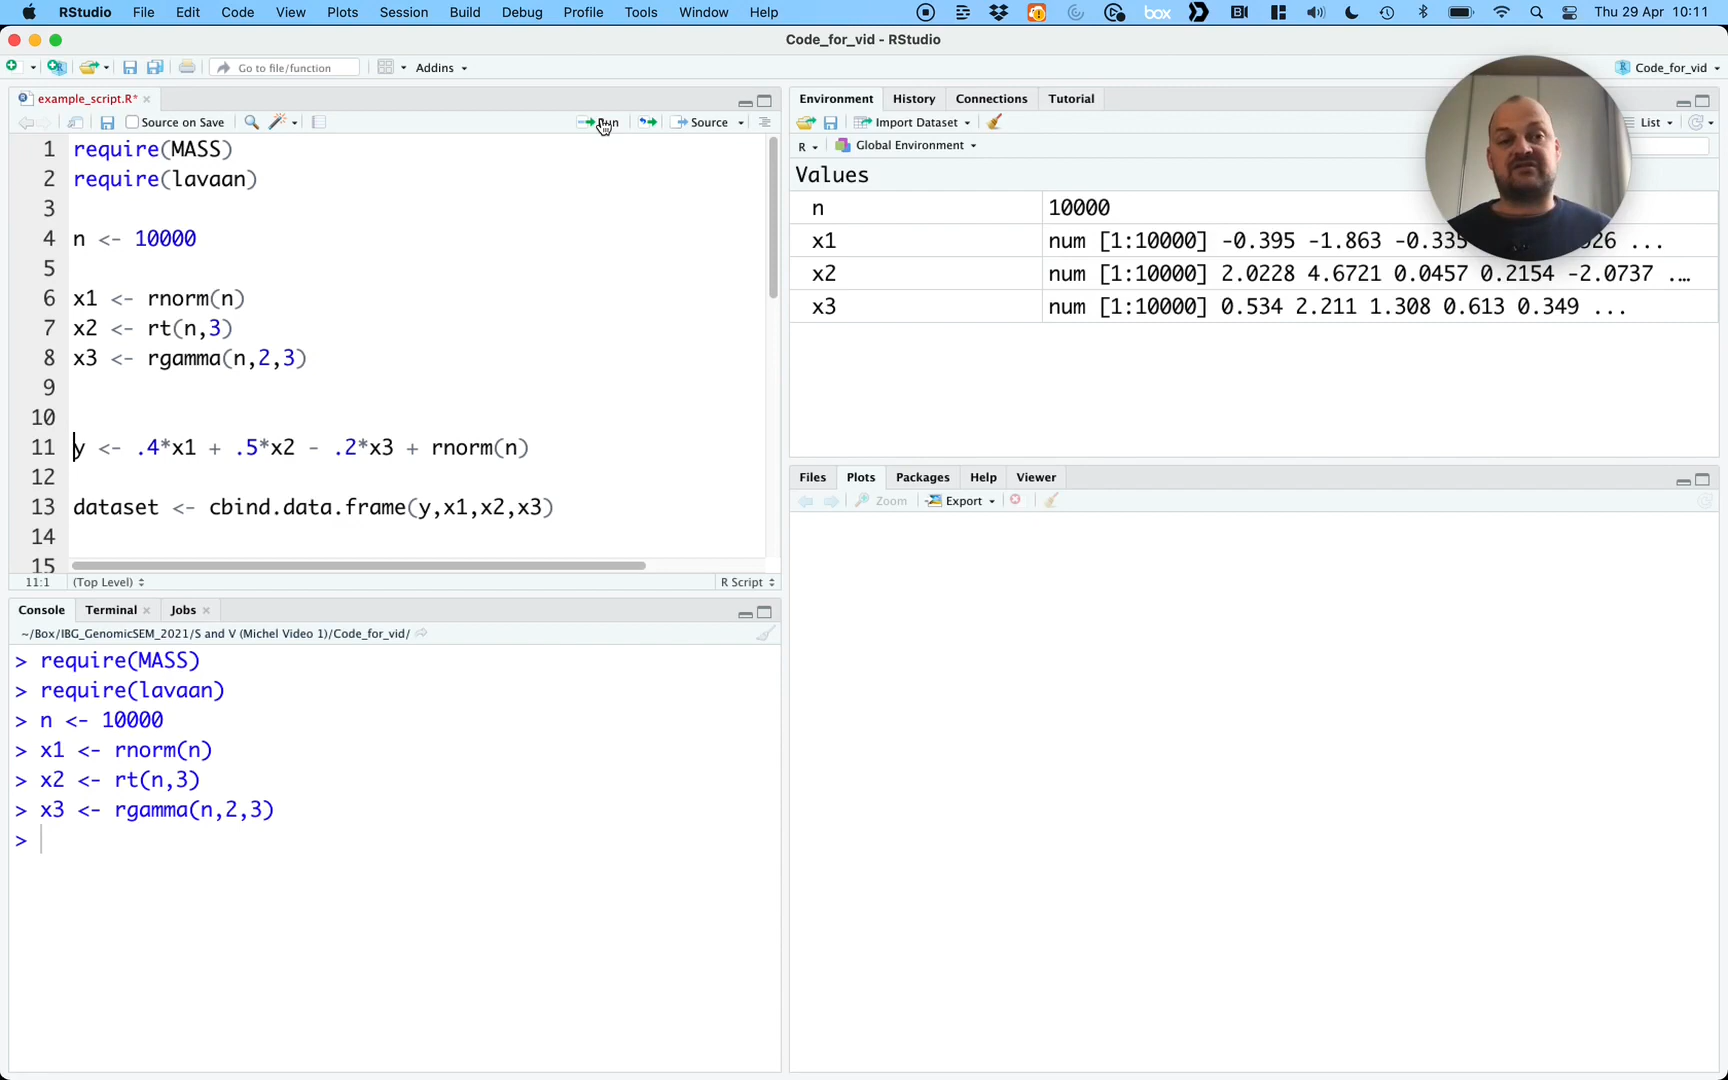 RStudio File Edit Code View Plots Session Build Debug Profile Tools Window Help box Thu 29 Apr 10:11
Code_for_vid - RStudio
Go to file/function Addins Code_for_vid
example_script.R*
Source on Save Run Source
1 require(MASS)
2 require(lavaan)
3
4 n <- 10000
5
6 x1 <- rnorm(n)
7 x2 <- rt(n,3)
8 x3 <- rgamma(n,2,3)
9
10
11 y <- .4*x1 + .5*x2 - .2*x3 + rnorm(n)
12
13 dataset <- cbind.data.frame(y,x1,x2,x3)
14
15
11:1 (Top Level) R Script
Console Terminal Jobs
~/Box/IBG_GenomicSEM_2021/S and V (Michel Video 1)/Code_for_vid/
> require(MASS)
> require(lavaan)
> n <- 10000
> x1 <- rnorm(n)
> x2 <- rt(n,3)
> x3 <- rgamma(n,2,3)
>
Environment History Connections Tutorial
Import Dataset List
R Global Environment
Values
n 10000
x1 num [1:10000] -0.395 -1.863 -0.335 ...
x2 num [1:10000] 2.0228 4.6721 0.0457 0.2154 -2.0737 ...
x3 num [1:10000] 0.534 2.211 1.308 0.613 0.349 ...
Files Plots Packages Help Viewer
Zoom Export